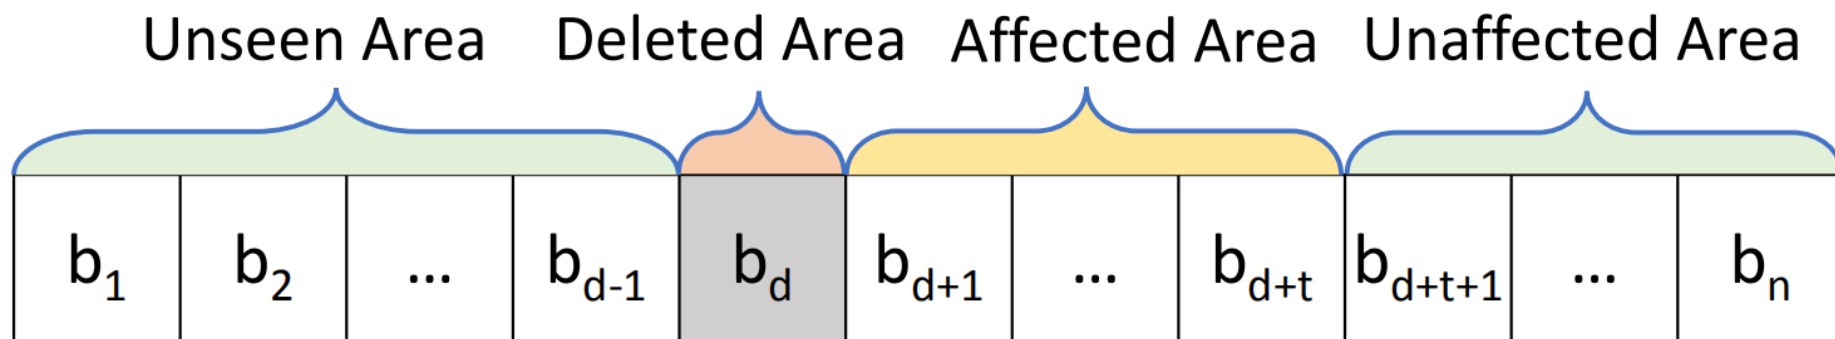 Unseen Area Deleted Area Affected Area Unaffected Area
b1 b2 ... bd-1 bd bd+1 ... bd+t bd+t+1 ... bn